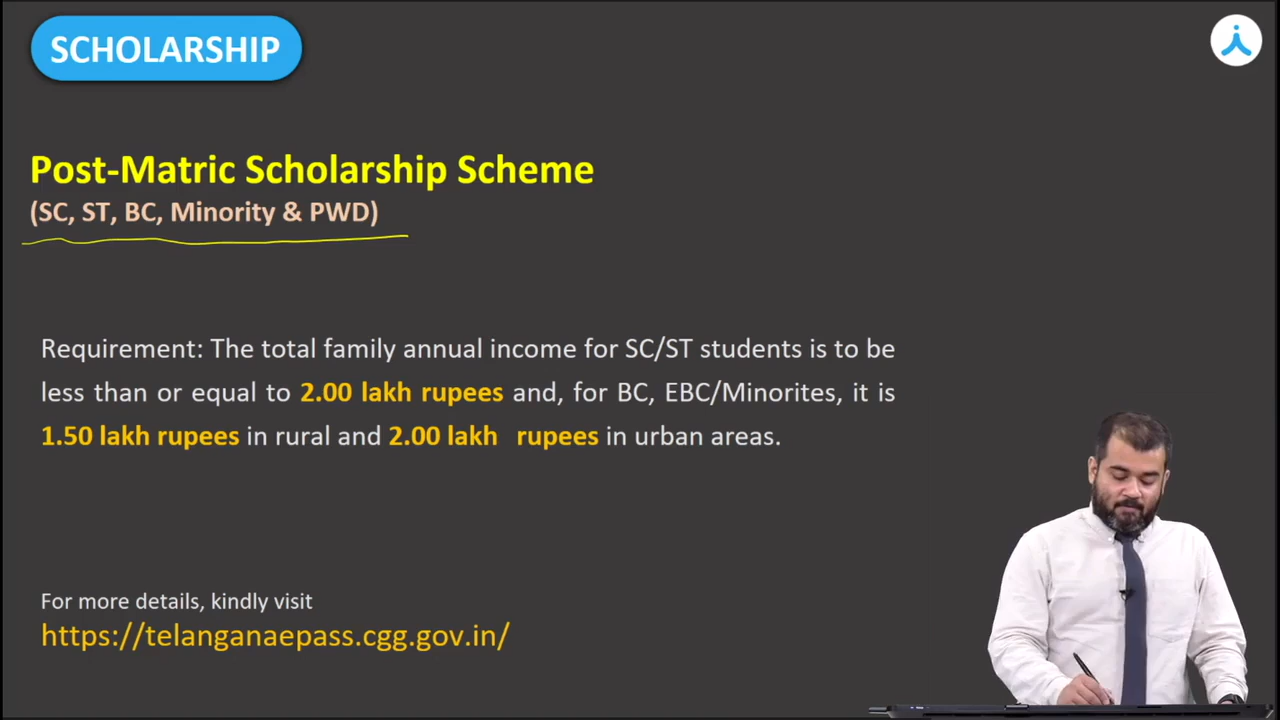 SCHOLARSHIP
Post-Matric Scholarship Scheme
(SC, ST, BC, Minority & PWD)
Requirement: The total family annual income for SC/ST students is to be
less than or equal to 2.00 lakh rupees and, for BC, EBC/Minorites, it is
1.50 lakh rupees in rural and 2.00 lakh rupees in urban areas.
For more details, kindly visit
https://telanganaepass.cgg.gov.in/